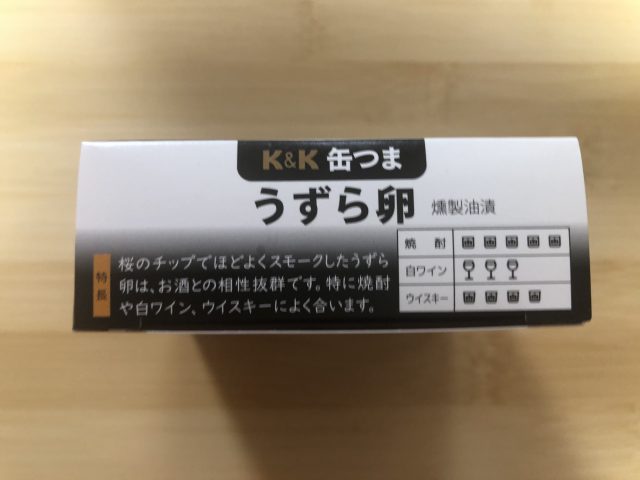 K&K 缶つま
うずら卵 燻製油漬
特長
桜のチップでほどよくスモークしたうずら
卵は、お酒との相性抜群です。特に焼酎
や白ワイン、ウイスキーによく合います。
焼酎
白ワイン
ウイスキー